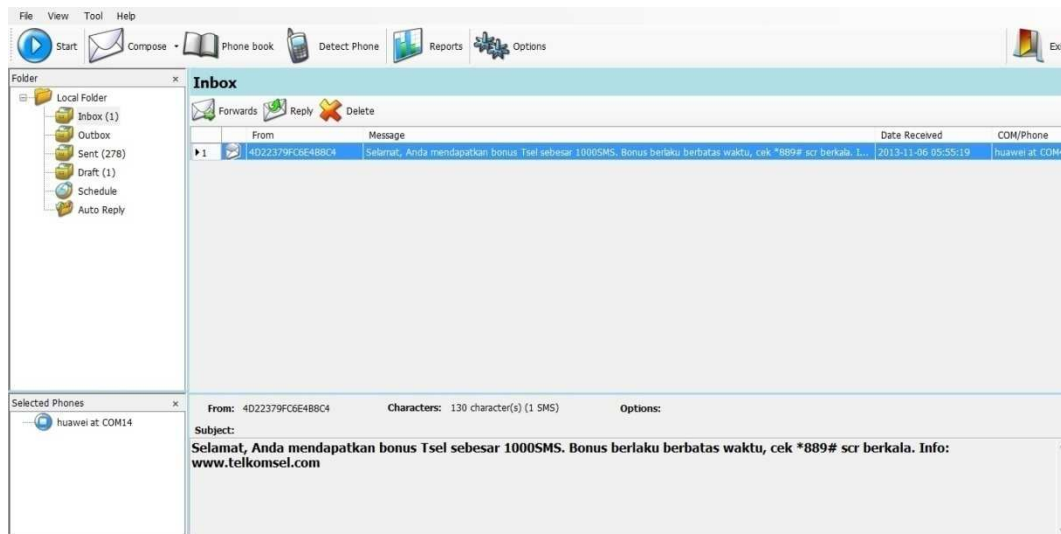 File View Tool Help
Start Compose Phone book Detect Phone Reports Options
Folder
Local Folder
Inbox (1)
Outbox
Sent (278)
Draft (1)
Schedule
Auto Reply
Inbox
Forwards Reply Delete
From Message Date Received COM/Phone
1 4D22379FC6E4B8C4 Selamat, Anda mendapatkan bonus Tsel sebesar 1000SMS. Bonus berlaku berbatas waktu, cek *889# scr berkala. I... 2013-11-06 05:55:19 huawei at
Selected Phones
huawei at COM14
From: 4D22379FC6E4B8C4 Characters: 130 character(s) (1 SMS) Options:
Subject:
Selamat, Anda mendapatkan bonus Tsel sebesar 1000SMS. Bonus berlaku berbatas waktu, cek *889# scr berkala. Info:
www.telkomsel.com